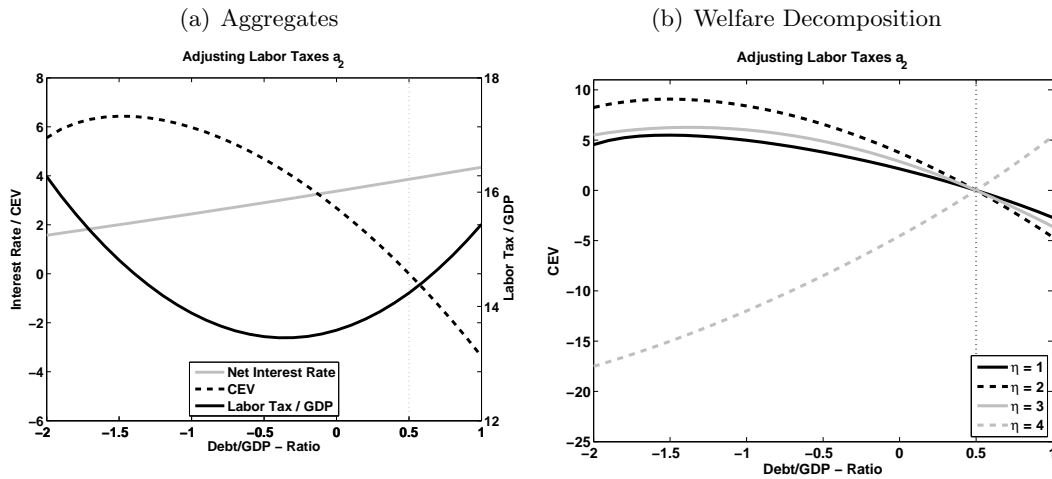 (a) Aggregates
Adjusting Labor Taxes a₂
8
6
4
2
0
−2
−4
−6
18
16
14
12
Interest Rate / CEV
Labor Tax / GDP
Net Interest Rate
CEV
Labor Tax / GDP
−2 −1.5 −1 −0.5 0 0.5 1
Debt/GDP − Ratio
(b) Welfare Decomposition
Adjusting Labor Taxes a₂
10
5
0
−5
−10
−15
−20
−25
CEV
η = 1
η = 2
η = 3
η = 4
−2 −1.5 −1 −0.5 0 0.5 1
Debt/GDP − Ratio